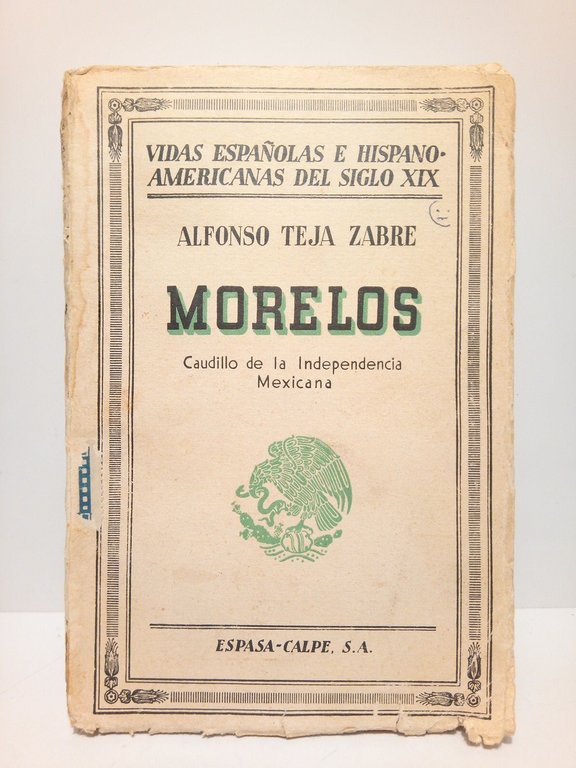 VIDAS ESPAÑOLAS E HISPANO-
AMERICANAS DEL SIGLO XIX
ALFONSO TEJA ZABRE
MORELOS
Caudillo de la Independencia
Mexicana
ESPASA-CALPE, S.A.